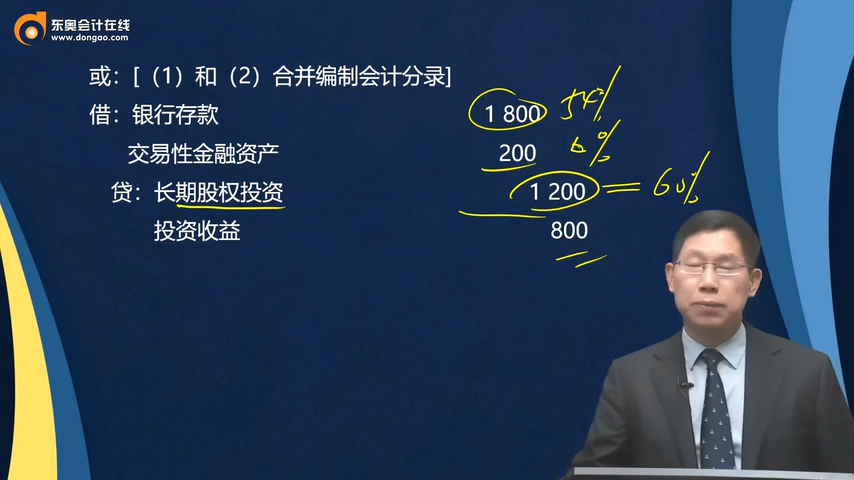 东奥会计在线
www.dongao.com
或：[（1）和（2）合并编制会计分录]
借：银行存款 1 800 54%
交易性金融资产 200 6%
贷：长期股权投资 1 200 = 60%
投资收益 800